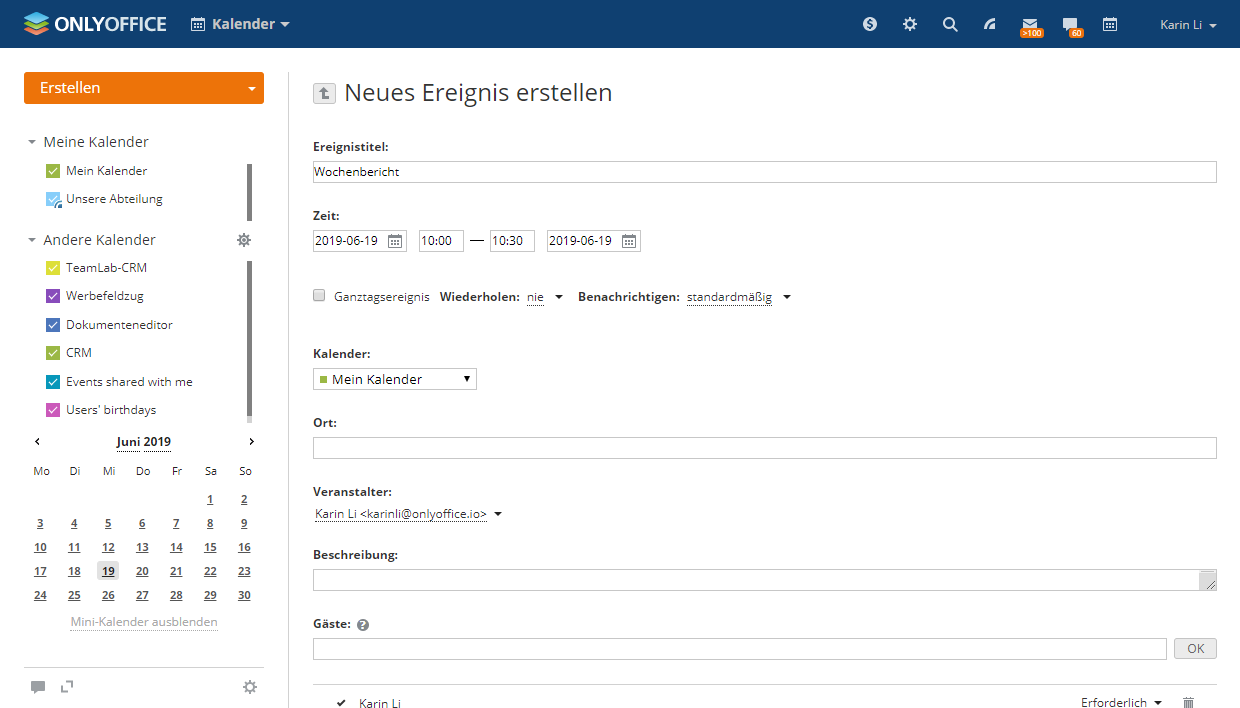 ONLYOFFICE Kalender >100 60 Karin Li
Erstellen
Meine Kalender
Mein Kalender
Unsere Abteilung
Andere Kalender
TeamLab-CRM
Werbefeldzug
Dokumenteneditor
CRM
Events shared with me
Users' birthdays
Juni 2019
Mo Di Mi Do Fr Sa So
1 2
3 4 5 6 7 8 9
10 11 12 13 14 15 16
17 18 19 20 21 22 23
24 25 26 27 28 29 30
Mini-Kalender ausblenden
Neues Ereignis erstellen
Ereignistitel:
Wochenbericht
Zeit:
2019-06-19 10:00 — 10:30 2019-06-19
Ganztagsereignis Wiederholen: nie Benachrichtigen: standardmäßig
Kalender:
Mein Kalender
Ort:
Veranstalter:
Karin Li <karinli@onlyoffice.io>
Beschreibung:
Gäste: ?
OK
Karin Li Erforderlich